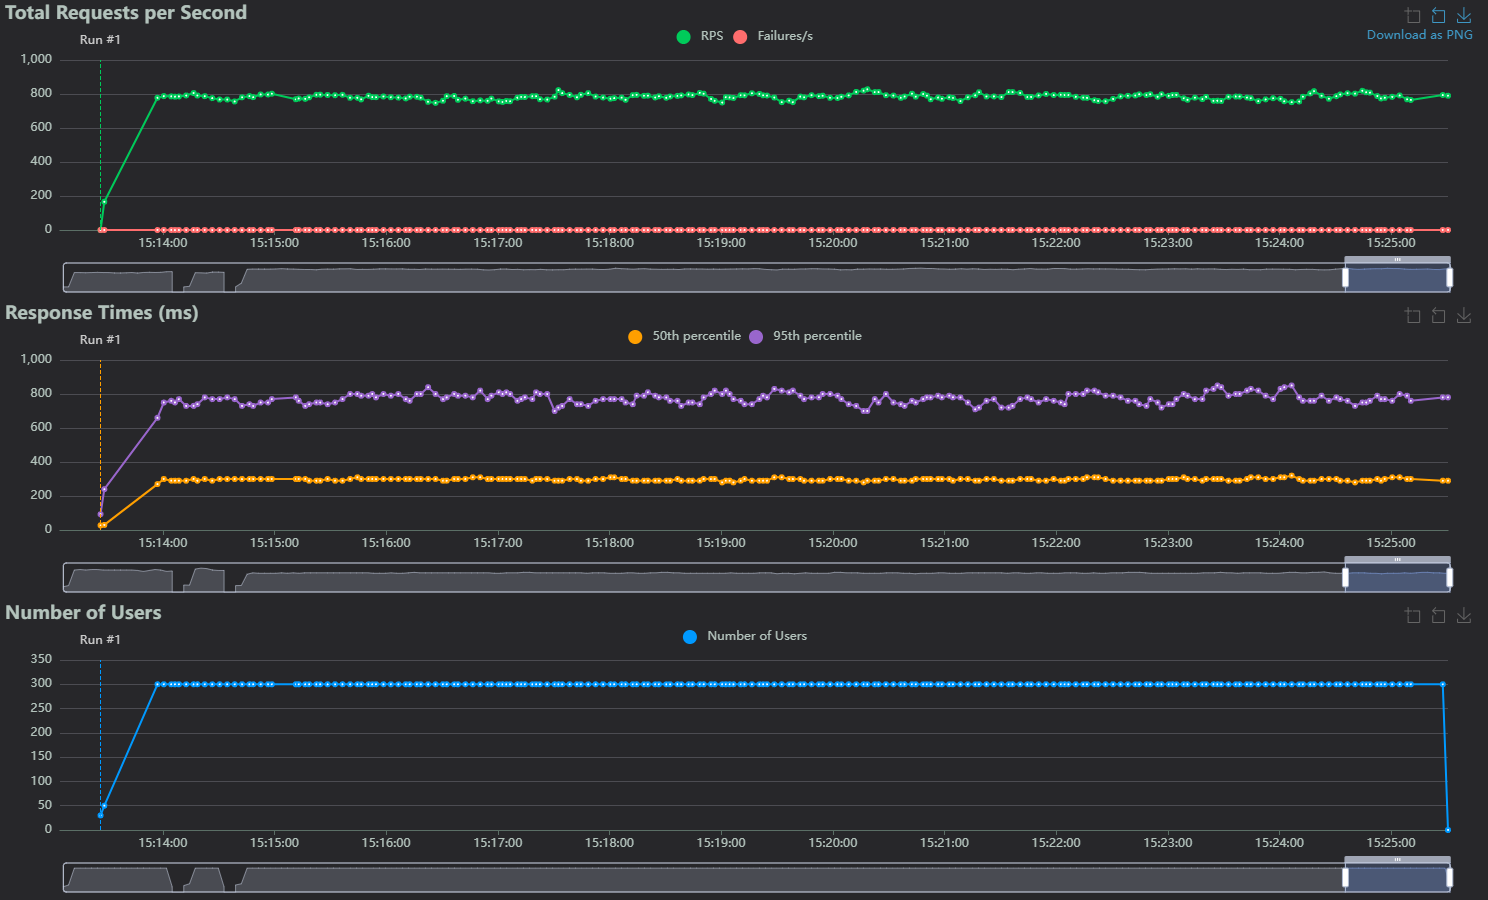 Total Requests per Second
Download as PNG
Run #1
RPS Failures/s
1,000
800
600
400
200
0
15:14:00 15:15:00 15:16:00 15:17:00 15:18:00 15:19:00 15:20:00 15:21:00 15:22:00 15:23:00 15:24:00 15:25:00
Response Times (ms)
Run #1
50th percentile 95th percentile
1,000
800
600
400
200
0
15:14:00 15:15:00 15:16:00 15:17:00 15:18:00 15:19:00 15:20:00 15:21:00 15:22:00 15:23:00 15:24:00 15:25:00
Number of Users
Run #1
Number of Users
350
300
250
200
150
100
50
0
15:14:00 15:15:00 15:16:00 15:17:00 15:18:00 15:19:00 15:20:00 15:21:00 15:22:00 15:23:00 15:24:00 15:25:00